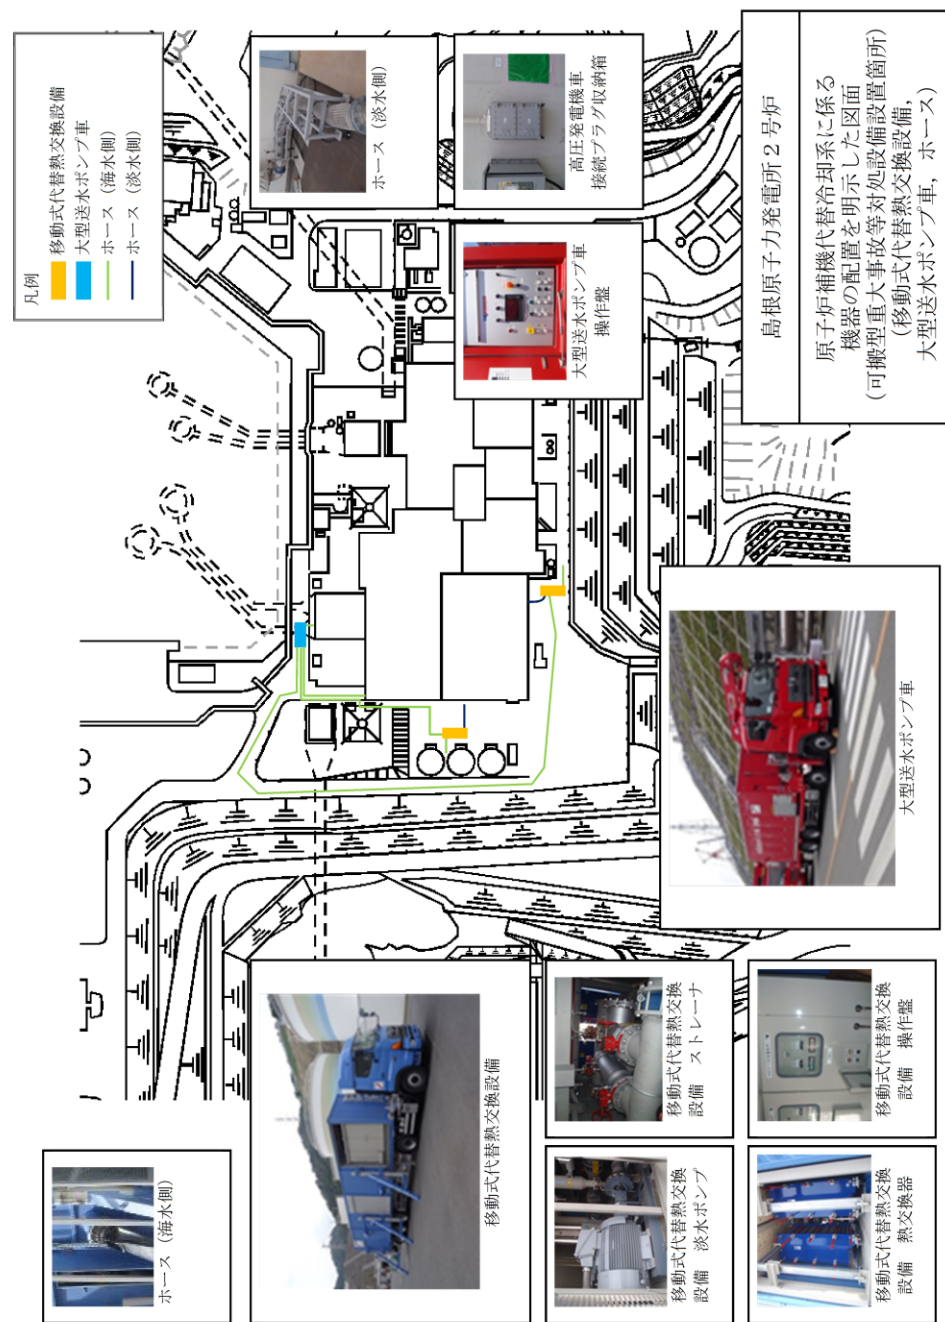 凡例
移動式代替熱交換設備
大型送水ポンプ車
ホース(海水側)
ホース(淡水側)
ホース(淡水側)
高圧発電機車
接続プラグ収納箱
大型送水ポンプ車
操作盤
大型送水ポンプ車
ホース(海水側)
移動式代替熱交換設備
移動式代替熱交換
設備 ストレーナ
移動式代替熱交換
設備 操作盤
移動式代替熱交換
設備 淡水ポンプ
移動式代替熱交換
設備 熱交換器
島根原子力発電所2号炉
原子炉補機代替冷却系に係る
機器の配置を明示した図面
(可搬型重大事故等対処設備設置箇所)
(移動式代替熱交換設備,
大型送水ポンプ車,ホース)